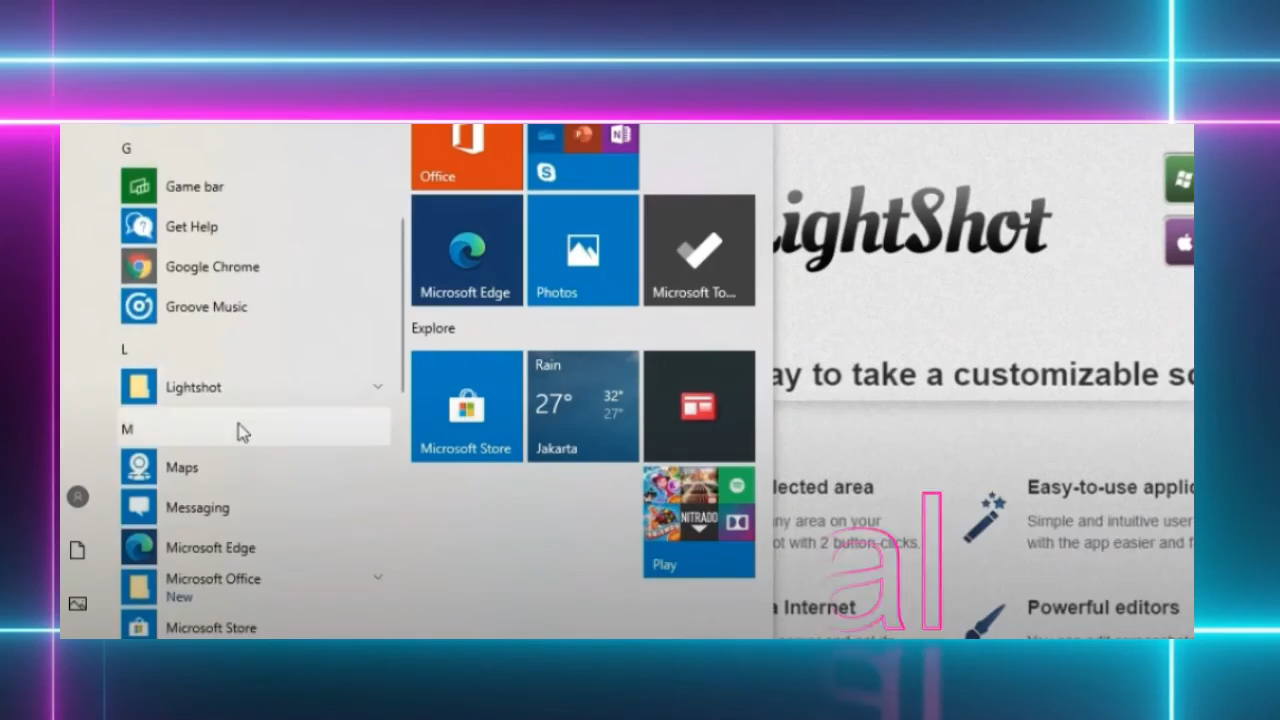 G
Game bar
Get Help
Google Chrome
Groove Music
L
Lightshot
M
Maps
Messaging
Microsoft Edge
Microsoft Office
New
Microsoft Store
Office
Microsoft Edge
Photos
Microsoft To...
Explore
Microsoft Store
Rain
27°
32°
27°
Jakarta
NITRADO
Play
ightShot
ay to take a customizable sc
lected area
ny area on your
ot with 2 button-clicks.
Easy-to-use applic
Simple and intuitive user
with the app easier and f
a Internet
Powerful editors
al